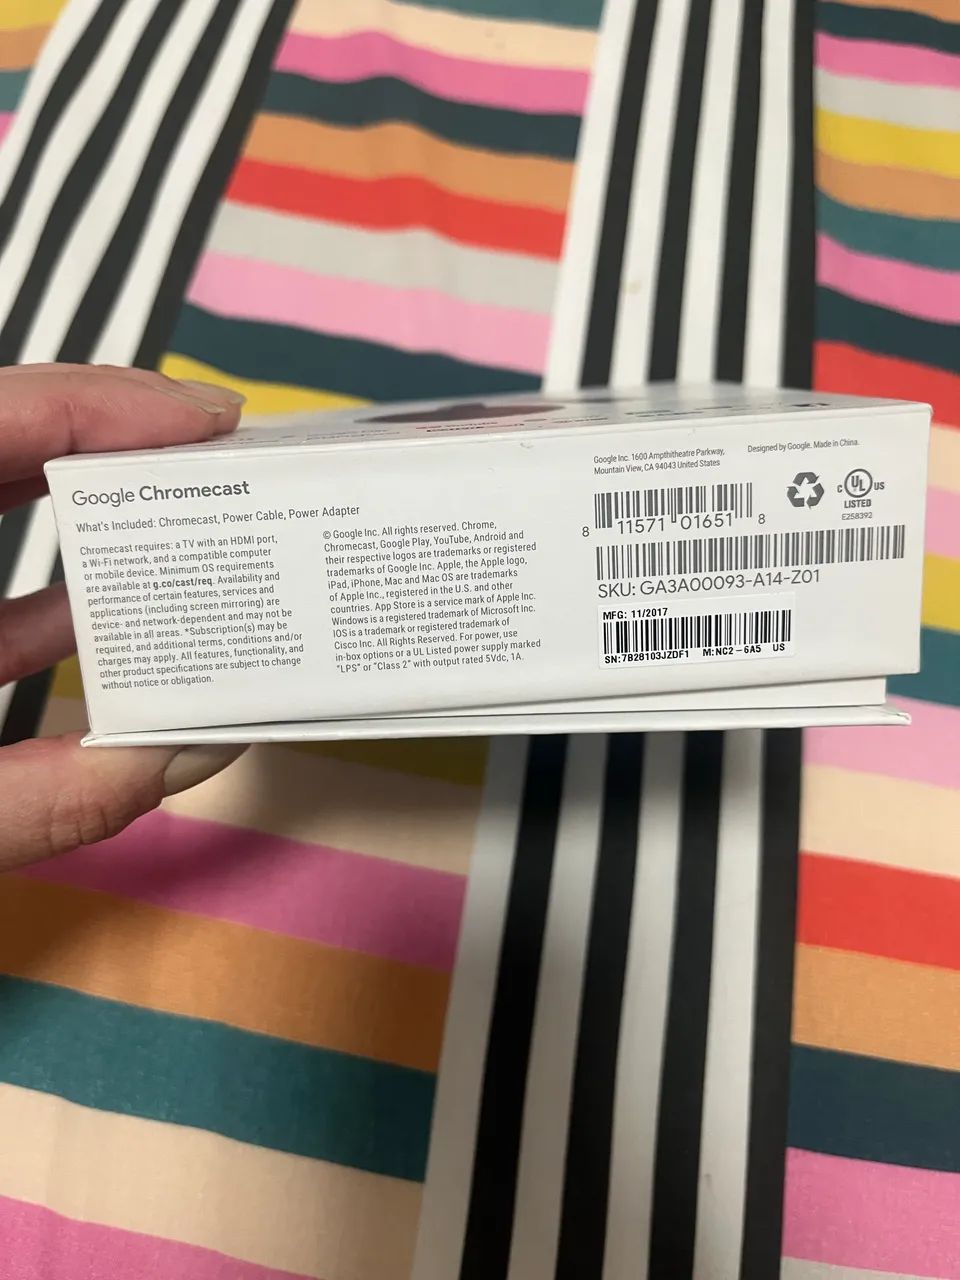 Google Chromecast
What's Included: Chromecast, Power Cable, Power Adapter
Chromecast requires: a TV with an HDMI port,
a Wi-Fi network, and a compatible computer
or mobile device. Minimum OS requirements
are available at g.co/cast/req. Availability and
performance of certain features, services and
applications (including screen mirroring) are
device- and network-dependent and may not be
available in all areas. *Subscription(s) may be
required, and additional terms, conditions and/or
charges may apply. All features, functionality, and
other product specifications are subject to change
without notice or obligation.
© Google Inc. All rights reserved. Chrome,
Chromecast, Google Play, YouTube, Android and
their respective logos are trademarks or registered
trademarks of Google Inc. Apple, the Apple logo,
iPad, iPhone, Mac and Mac OS are trademarks
of Apple Inc., registered in the U.S. and other
countries. App Store is a service mark of Apple Inc.
Windows is a registered trademark of Microsoft Inc.
IOS is a trademark or registered trademark of
Cisco Inc. All Rights Reserved. For power, use
in-box options or a UL Listed power supply marked
"LPS" or "Class 2" with output rated 5Vdc, 1A.
Google Inc. 1600 Ampthitheatre Parkway,
Mountain View, CA 94043 United States
Designed by Google. Made in China.
8 11571 01651 8
C UL US
LISTED
E258392
SKU: GA3A00093-A14-Z01
MFG: 11/2017
SN:7B28103JZDF1 M:NC2-6A5 US